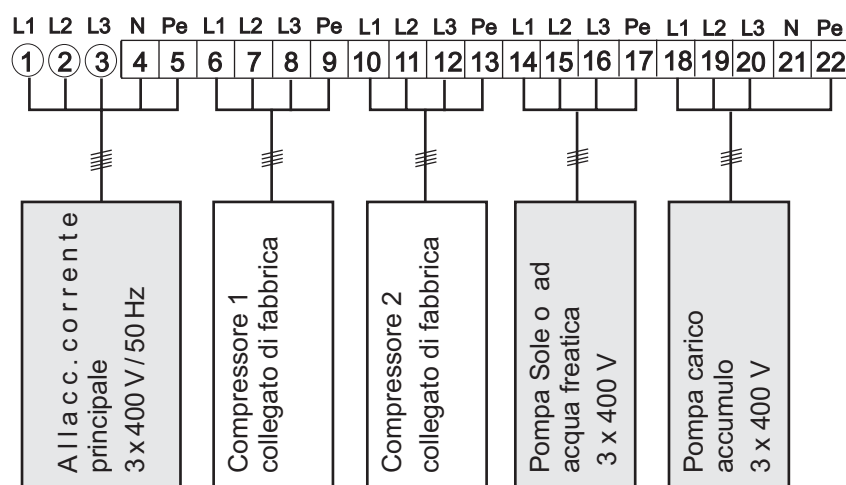 L1 L2 L3 N Pe L1 L2 L3 Pe L1 L2 L3 Pe L1 L2 L3 Pe L1 L2 L3 N Pe
1 2 3 4 5 6 7 8 9 10 11 12 13 14 15 16 17 18 19 20 21 22
Allacc.corrente
principale
3 x 400 V / 50 Hz
Compressore 1
collegato di fabbrica
Compressore 2
collegato di fabbrica
Pompa Sole o ad
acqua freatica
3 x 400 V
Pompa carico
accumulo
3 x 400 V